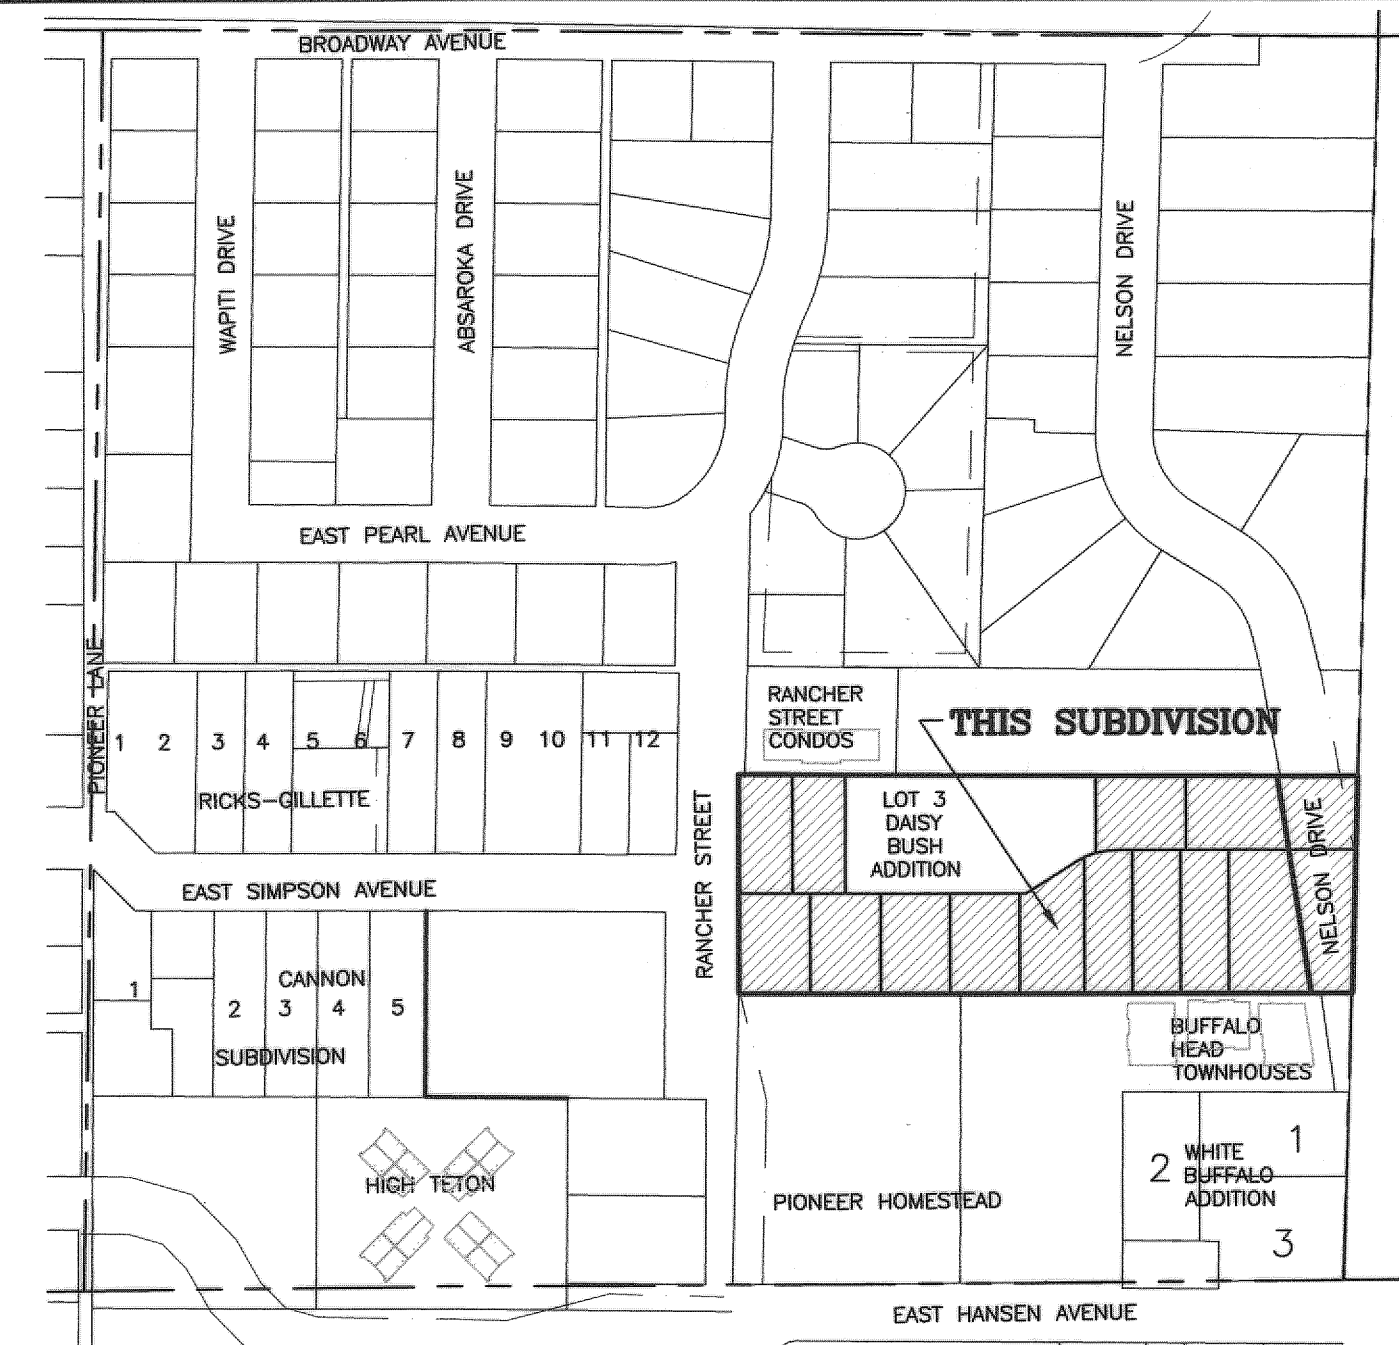 BROADWAY AVENUE
WAPITI DRIVE
ABSAROKA DRIVE
NELSON DRIVE
EAST PEARL AVENUE
PIONEER LANE
RANCHER
STREET
CONDOS
THIS SUBDIVISION
1 2 3 4 5 6 7 8 9 10 11 12
RICKS-GILLETTE
RANCHER STREET
LOT 3
DAISY
BUSH
ADDITION
NELSON DRIVE
NELSON DRIVE
EAST SIMPSON AVENUE
CANNON
1 2 3 4 5
SUBDIVISION
BUFFALO
HEAD
TOWNHOUSES
HIGH TETON
PIONEER HOMESTEAD
2
WHITE
BUFFALO
ADDITION
1
3
EAST HANSEN AVENUE